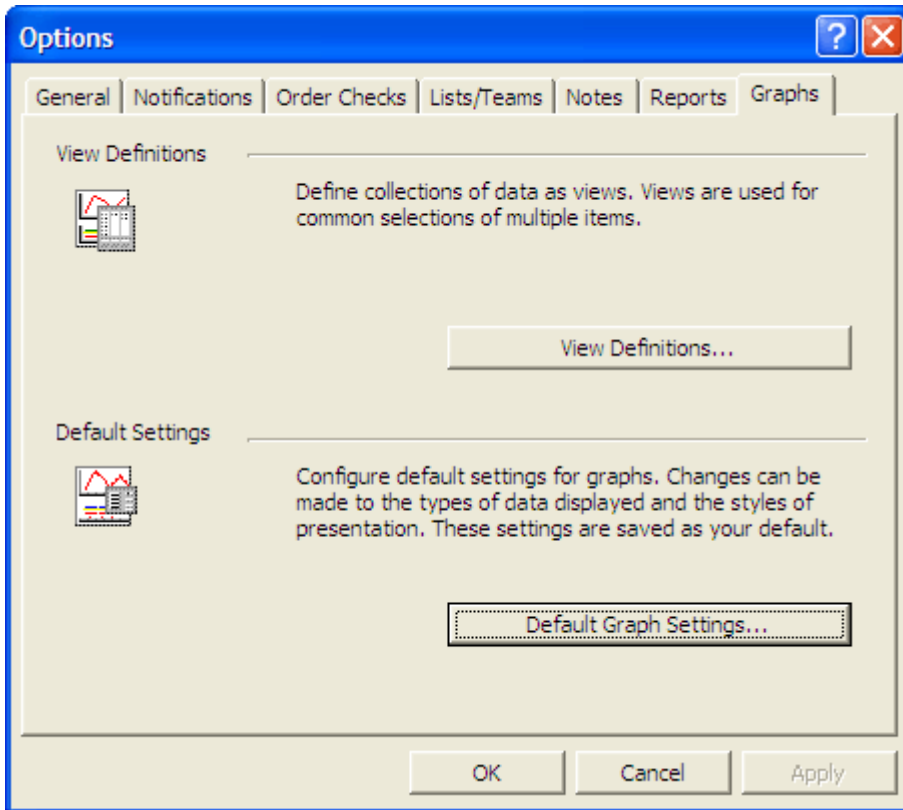 Options
General Notifications Order Checks Lists/Teams Notes Reports Graphs
View Definitions
Define collections of data as views. Views are used for
common selections of multiple items.
View Definitions...
Default Settings
Configure default settings for graphs. Changes can be
made to the types of data displayed and the styles of
presentation. These settings are saved as your default.
Default Graph Settings...
OK Cancel Apply